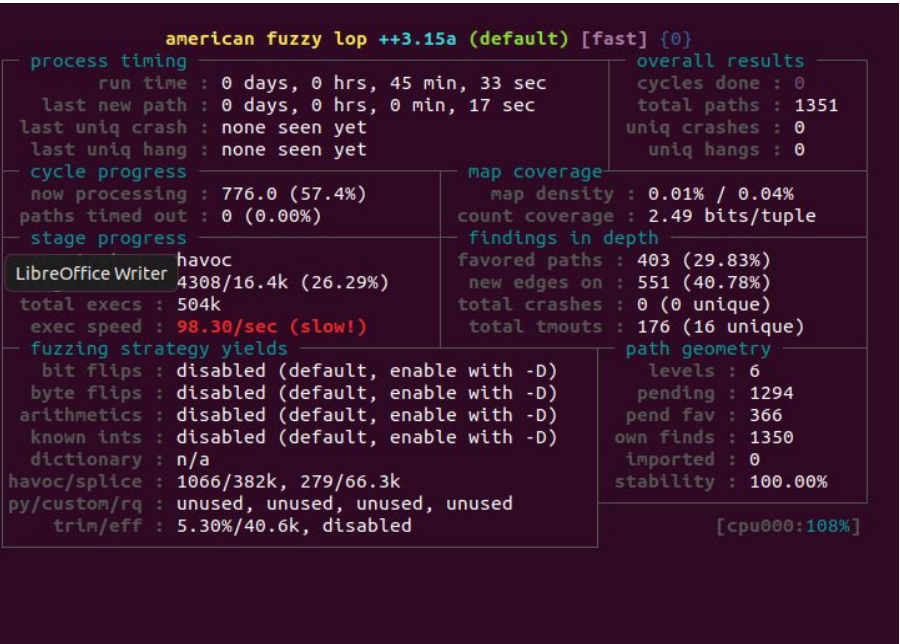 american fuzzy lop ++3.15a (default) [fast] {0}
process timing
overall results
run time : 0 days, 0 hrs, 45 min, 33 sec
cycles done : 0
last new path : 0 days, 0 hrs, 0 min, 17 sec
total paths : 1351
last uniq crash : none seen yet
uniq crashes : 0
last uniq hang : none seen yet
uniq hangs : 0
cycle progress
map coverage
now processing : 776.0 (57.4%)
map density : 0.01% / 0.04%
paths timed out : 0 (0.00%)
count coverage : 2.49 bits/tuple
stage progress
findings in depth
havoc
favored paths : 403 (29.83%)
LibreOffice Writer
4308/16.4k (26.29%)
new edges on : 551 (40.78%)
total execs : 504k
total crashes : 0 (0 unique)
exec speed : 98.30/sec (slow!)
total tmouts : 176 (16 unique)
fuzzing strategy yields
path geometry
bit flips : disabled (default, enable with -D)
levels : 6
byte flips : disabled (default, enable with -D)
pending : 1294
arithmetics : disabled (default, enable with -D)
pend fav : 366
known ints : disabled (default, enable with -D)
own finds : 1350
dictionary : n/a
imported : 0
havoc/splice : 1066/382k, 279/66.3k
stability : 100.00%
py/custom/rq : unused, unused, unused, unused
trim/eff : 5.30%/40.6k, disabled
[cpu000:108%]